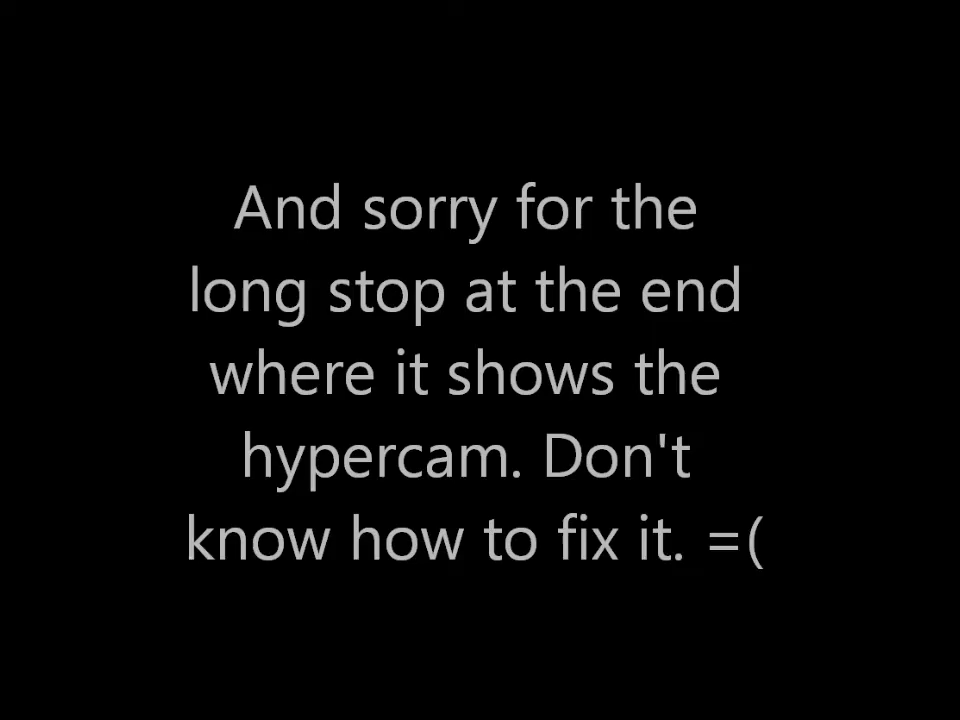 And sorry for the
long stop at the end
where it shows the
hypercam. Don't
know how to fix it. =(